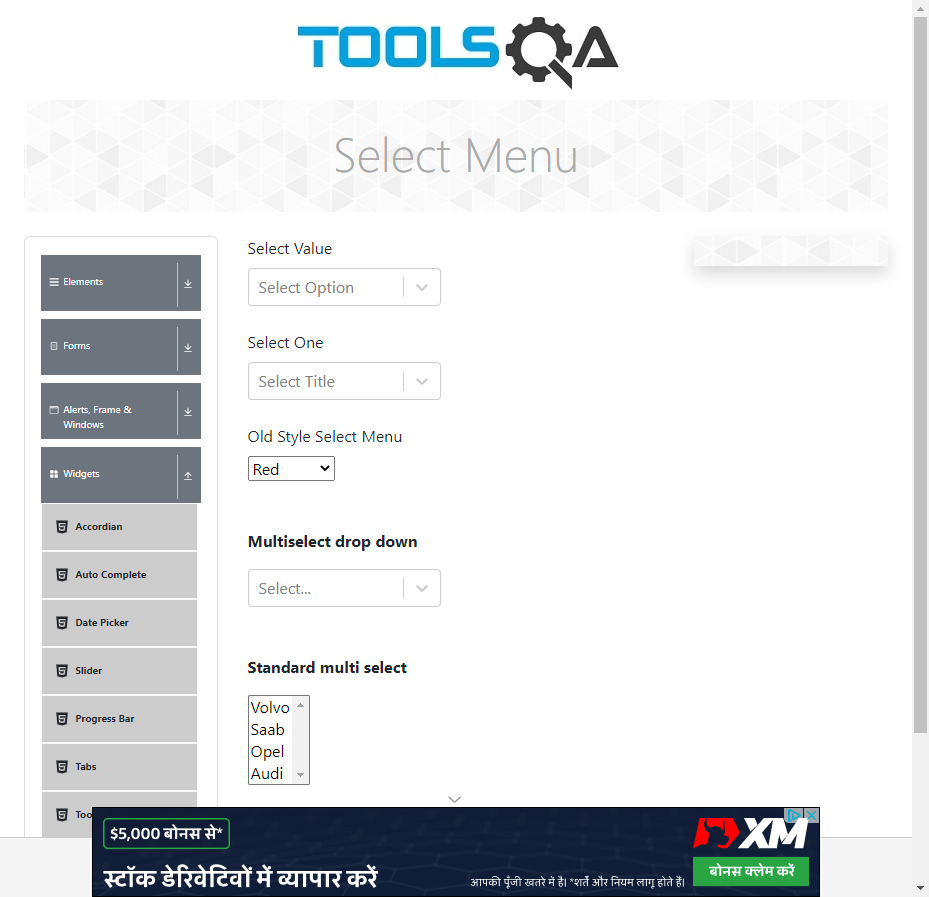 TOOLSQA
Select Menu
Elements
Forms
Alerts, Frame &
Windows
Widgets
Accordian
Auto Complete
Date Picker
Slider
Progress Bar
Tabs
Too
Select Value
Select Option
Select One
Select Title
Old Style Select Menu
Red
Multiselect drop down
Select...
Standard multi select
Volvo
Saab
Opel
Audi
$5,000 बोनस से*
स्टॉक डेरिवेटिवों में व्यापार करें
आपकी पूँजी खतरे में है। *शर्तें और नियम लागू होते हैं।
XM
बोनस क्लेम करें